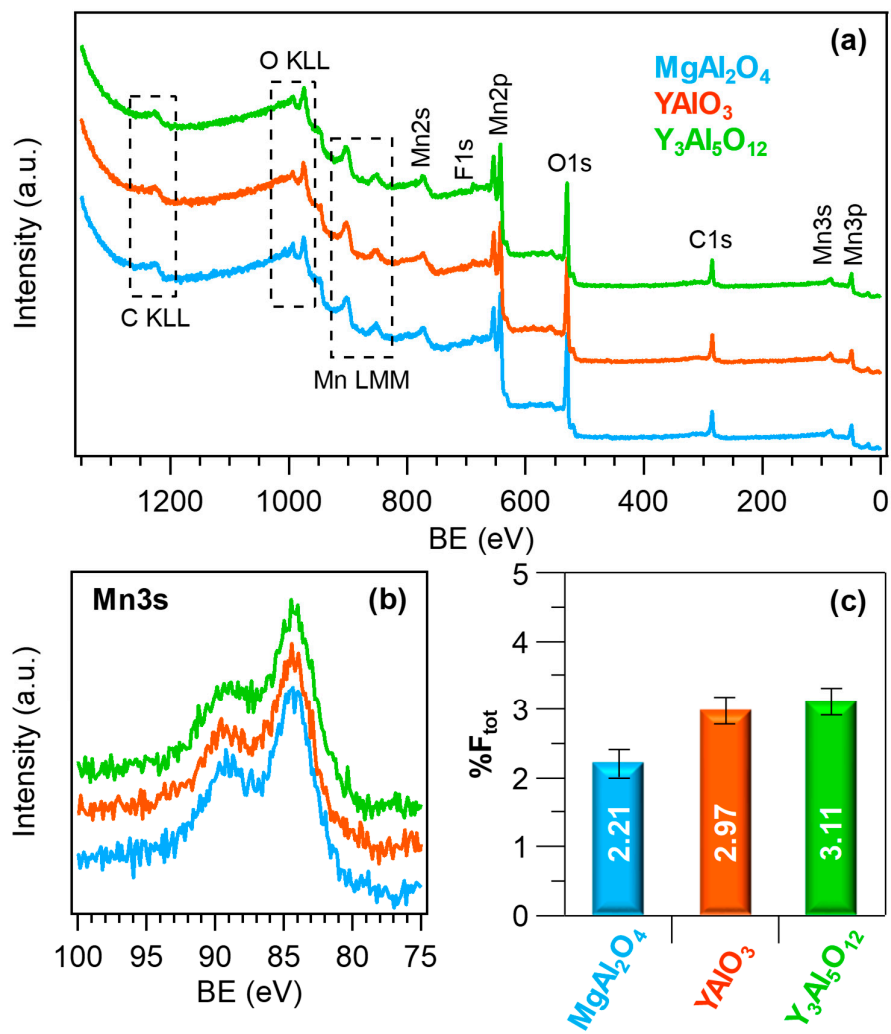 (a)
MgAl₂O₄
YAlO₃
Y₃Al₅O₁₂
O KLL
C KLL
Mn LMM
Mn2s
F1s
Mn2p
O1s
C1s
Mn3s
Mn3p
Intensity (a.u.)
1200 1000 800 600 400 200 0
BE (eV)
Mn3s (b)
Intensity (a.u.)
100 95 90 85 80 75
BE (eV)
(c)
%Fₜₒₜ
5
4
3
2
1
0
2.21
2.97
3.11
MgAl₂O₄
YAlO₃
Y₃Al₅O₁₂